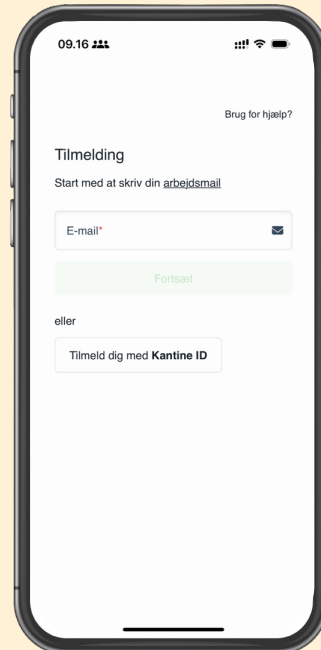 09.16
Brug for hjælp?
Tilmelding
Start med at skriv din arbejdsmail
E-mail*
Fortsæt
eller
Tilmeld dig med Kantine ID